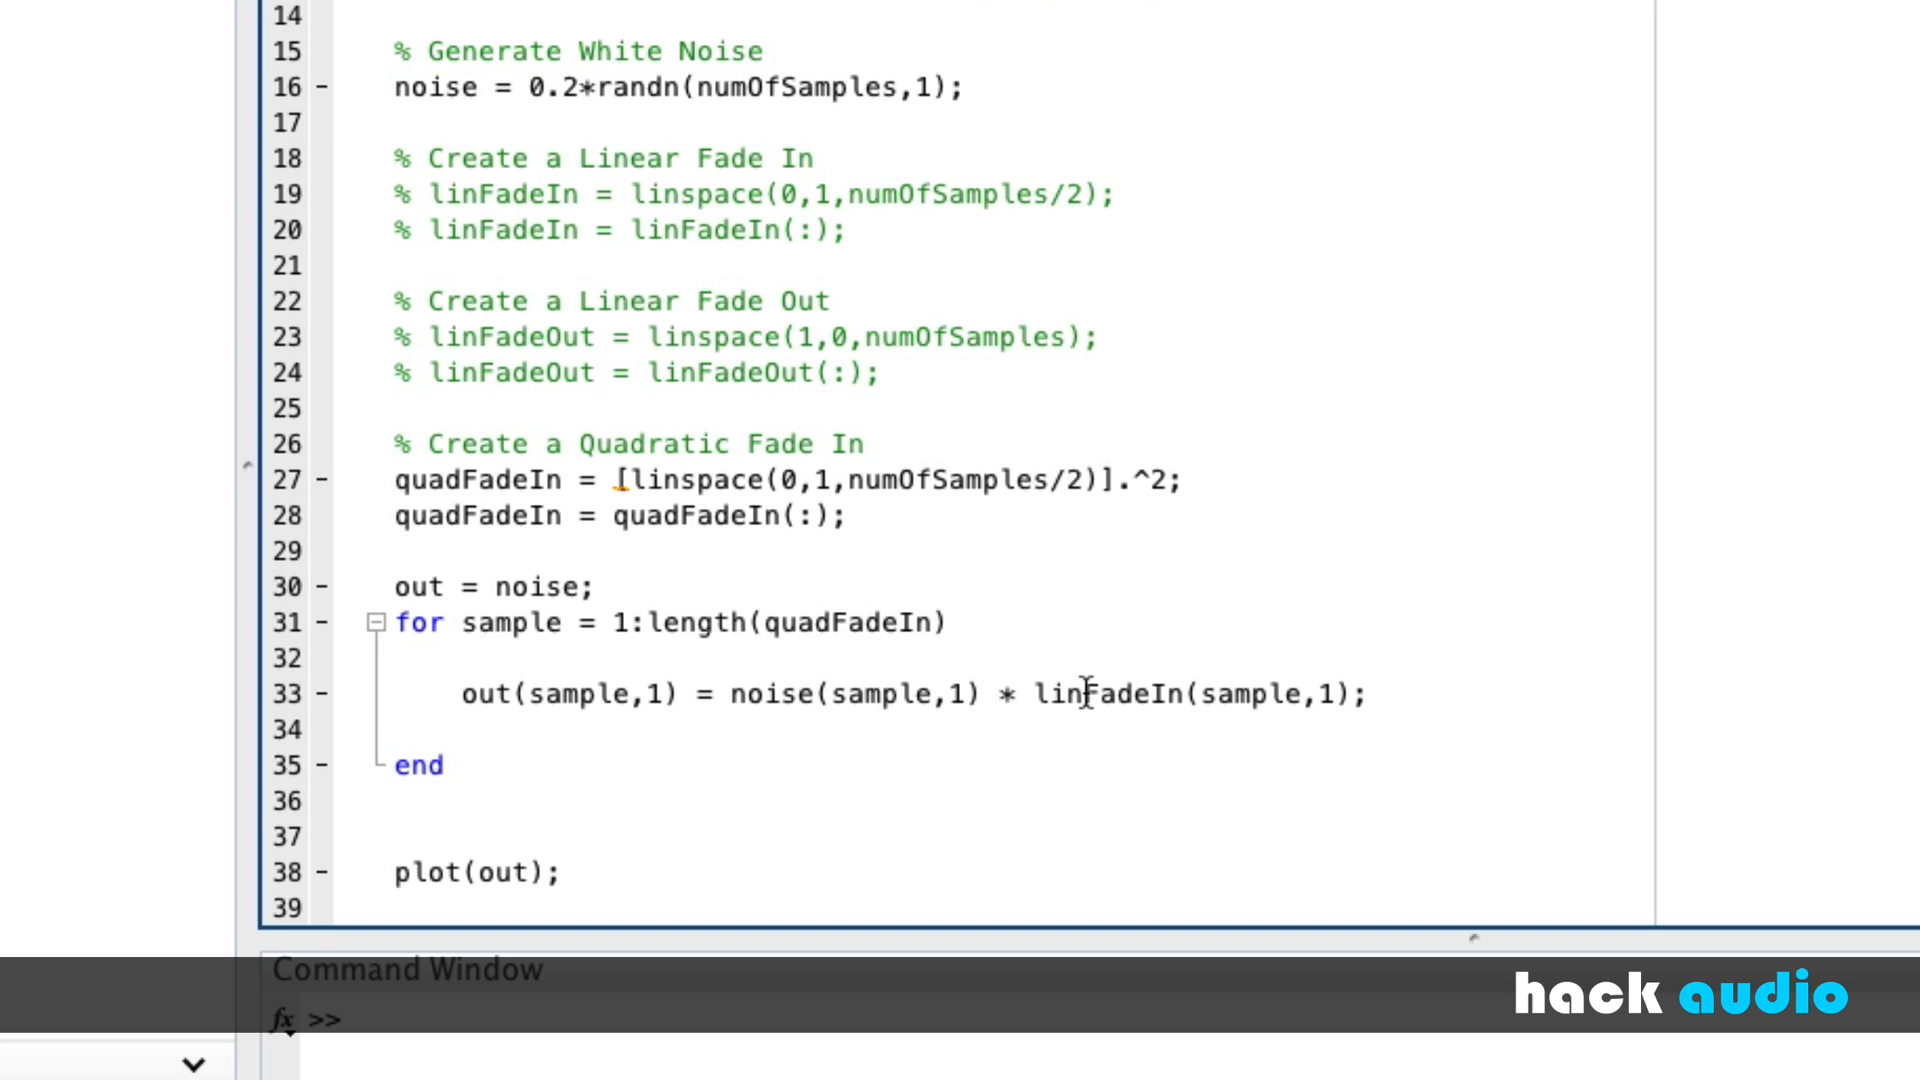 14
15 % Generate White Noise
16 - noise = 0.2*randn(numOfSamples,1);
17
18 % Create a Linear Fade In
19 % linFadeIn = linspace(0,1,numOfSamples/2);
20 % linFadeIn = linFadeIn(:);
21
22 % Create a Linear Fade Out
23 % linFadeOut = linspace(1,0,numOfSamples);
24 % linFadeOut = linFadeOut(:);
25
26 % Create a Quadratic Fade In
27 - quadFadeIn = [linspace(0,1,numOfSamples/2)].^2;
28 - quadFadeIn = quadFadeIn(:);
29
30 - out = noise;
31 - for sample = 1:length(quadFadeIn)
32
33 - out(sample,1) = noise(sample,1) * linFadeIn(sample,1);
34
35 - end
36
37
38 - plot(out);
39
Command Window
hack audio
fx >>